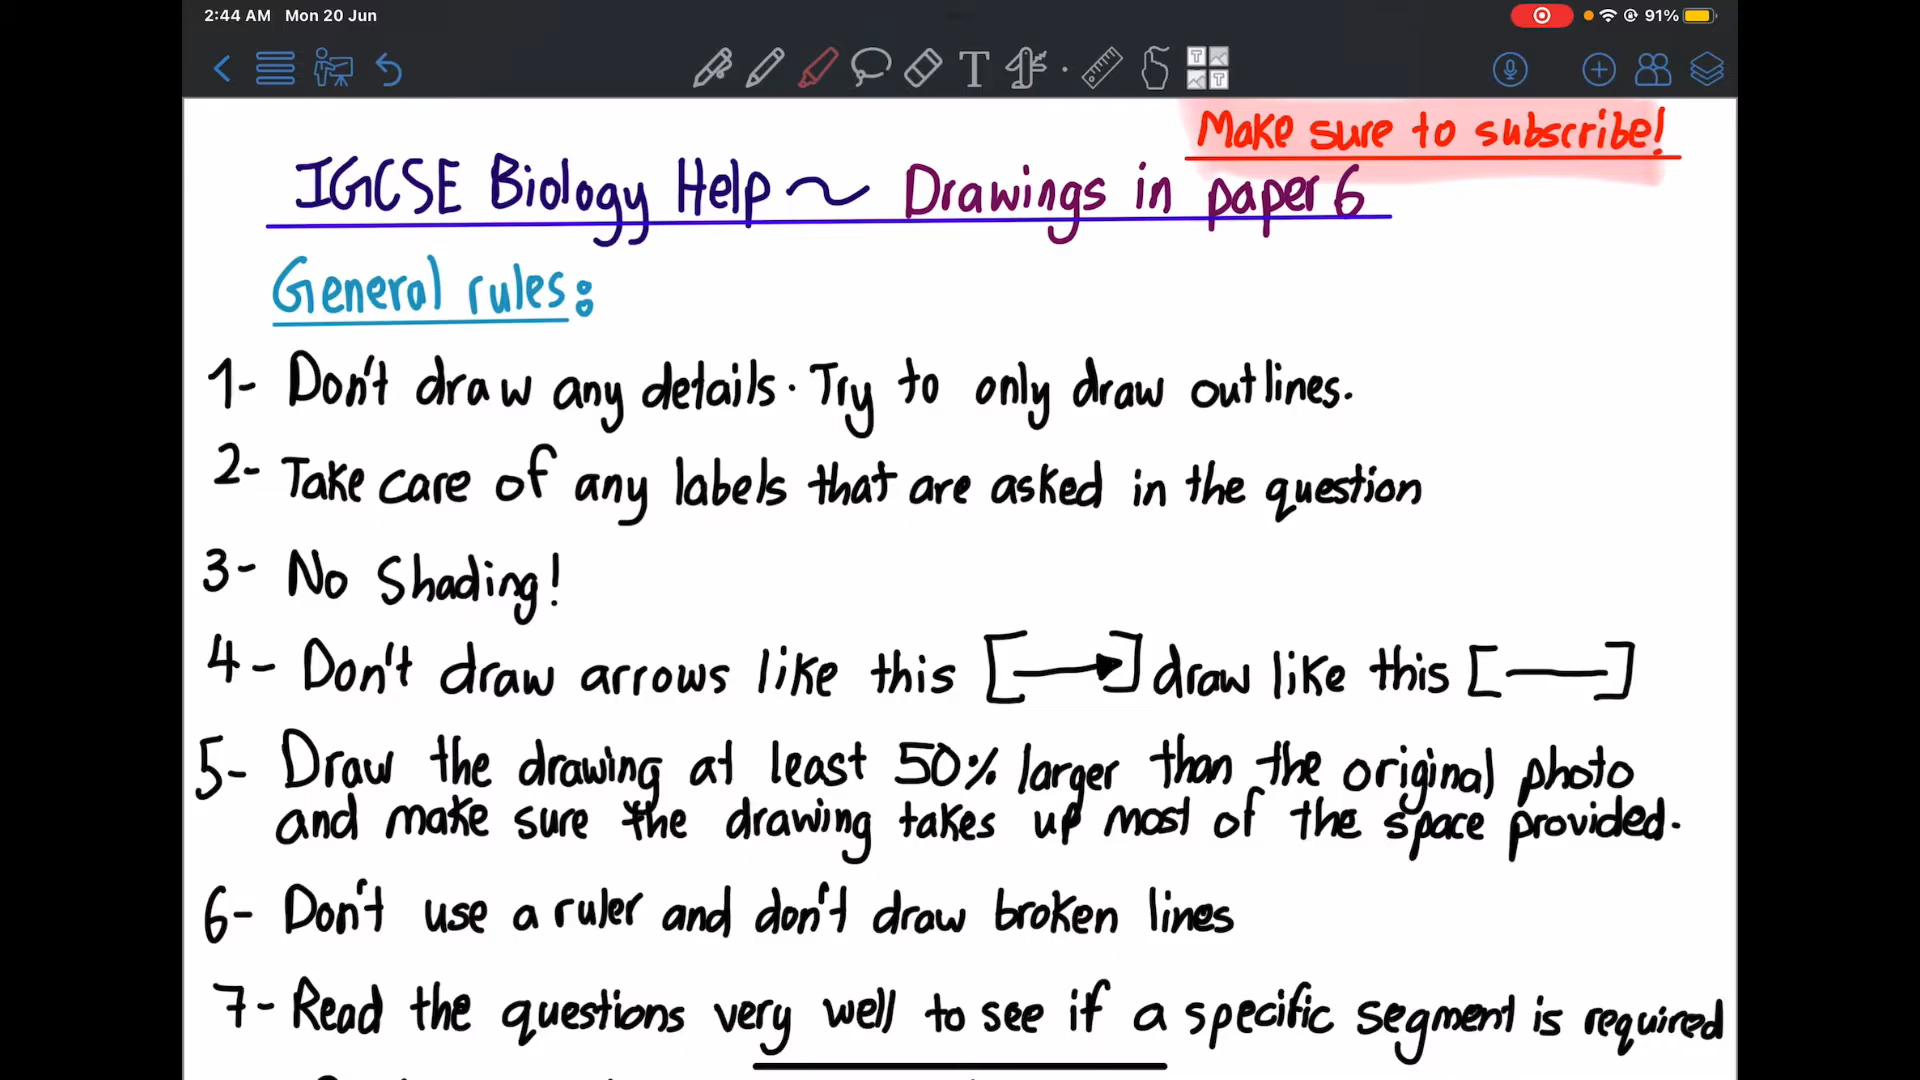 2:44 AM Mon 20 Jun
91%
Make sure to subscribe!
IGCSE Biology Help ~ Drawings in paper 6
General rules:
1- Don't draw any details. Try to only draw outlines.
2- Take care of any labels that are asked in the question
3- No Shading!
4- Don't draw arrows like this [→] draw like this [—]
5- Draw the drawing at least 50% larger than the original photo
and make sure the drawing takes up most of the space provided.
6- Don't use a ruler and don't draw broken lines
7- Read the questions very well to see if a specific segment is required